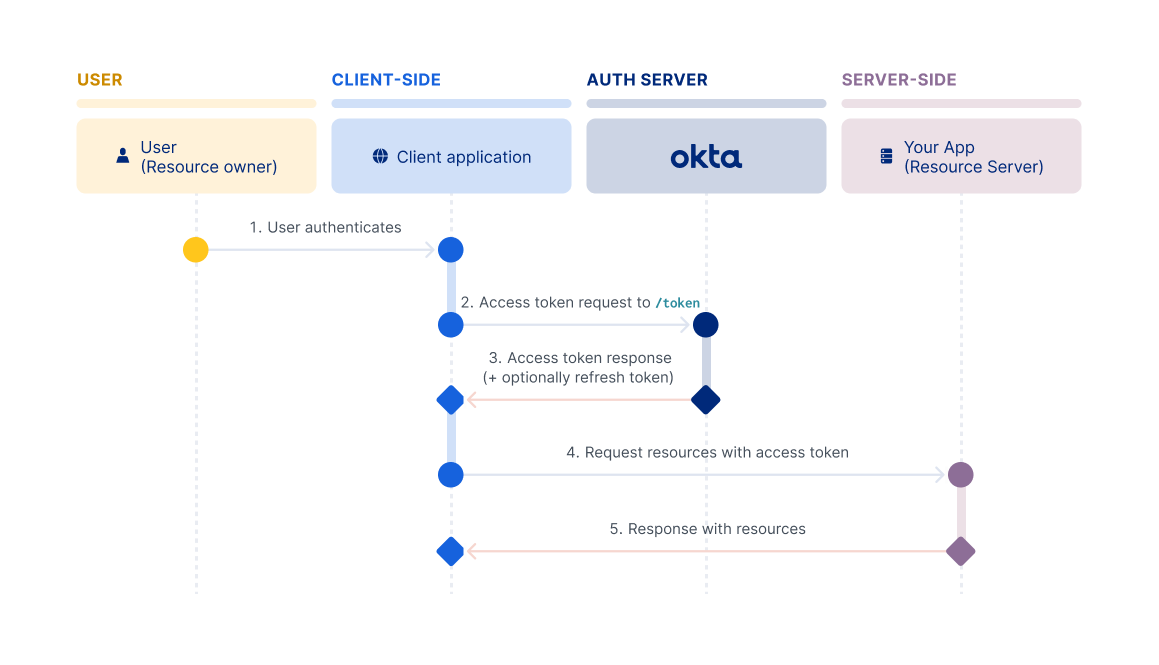 USER
CLIENT-SIDE
AUTH SERVER
SERVER-SIDE
User
(Resource owner)
Client application
okta
Your App
(Resource Server)
1. User authenticates
2. Access token request to /token
3. Access token response
(+ optionally refresh token)
4. Request resources with access token
5. Response with resources